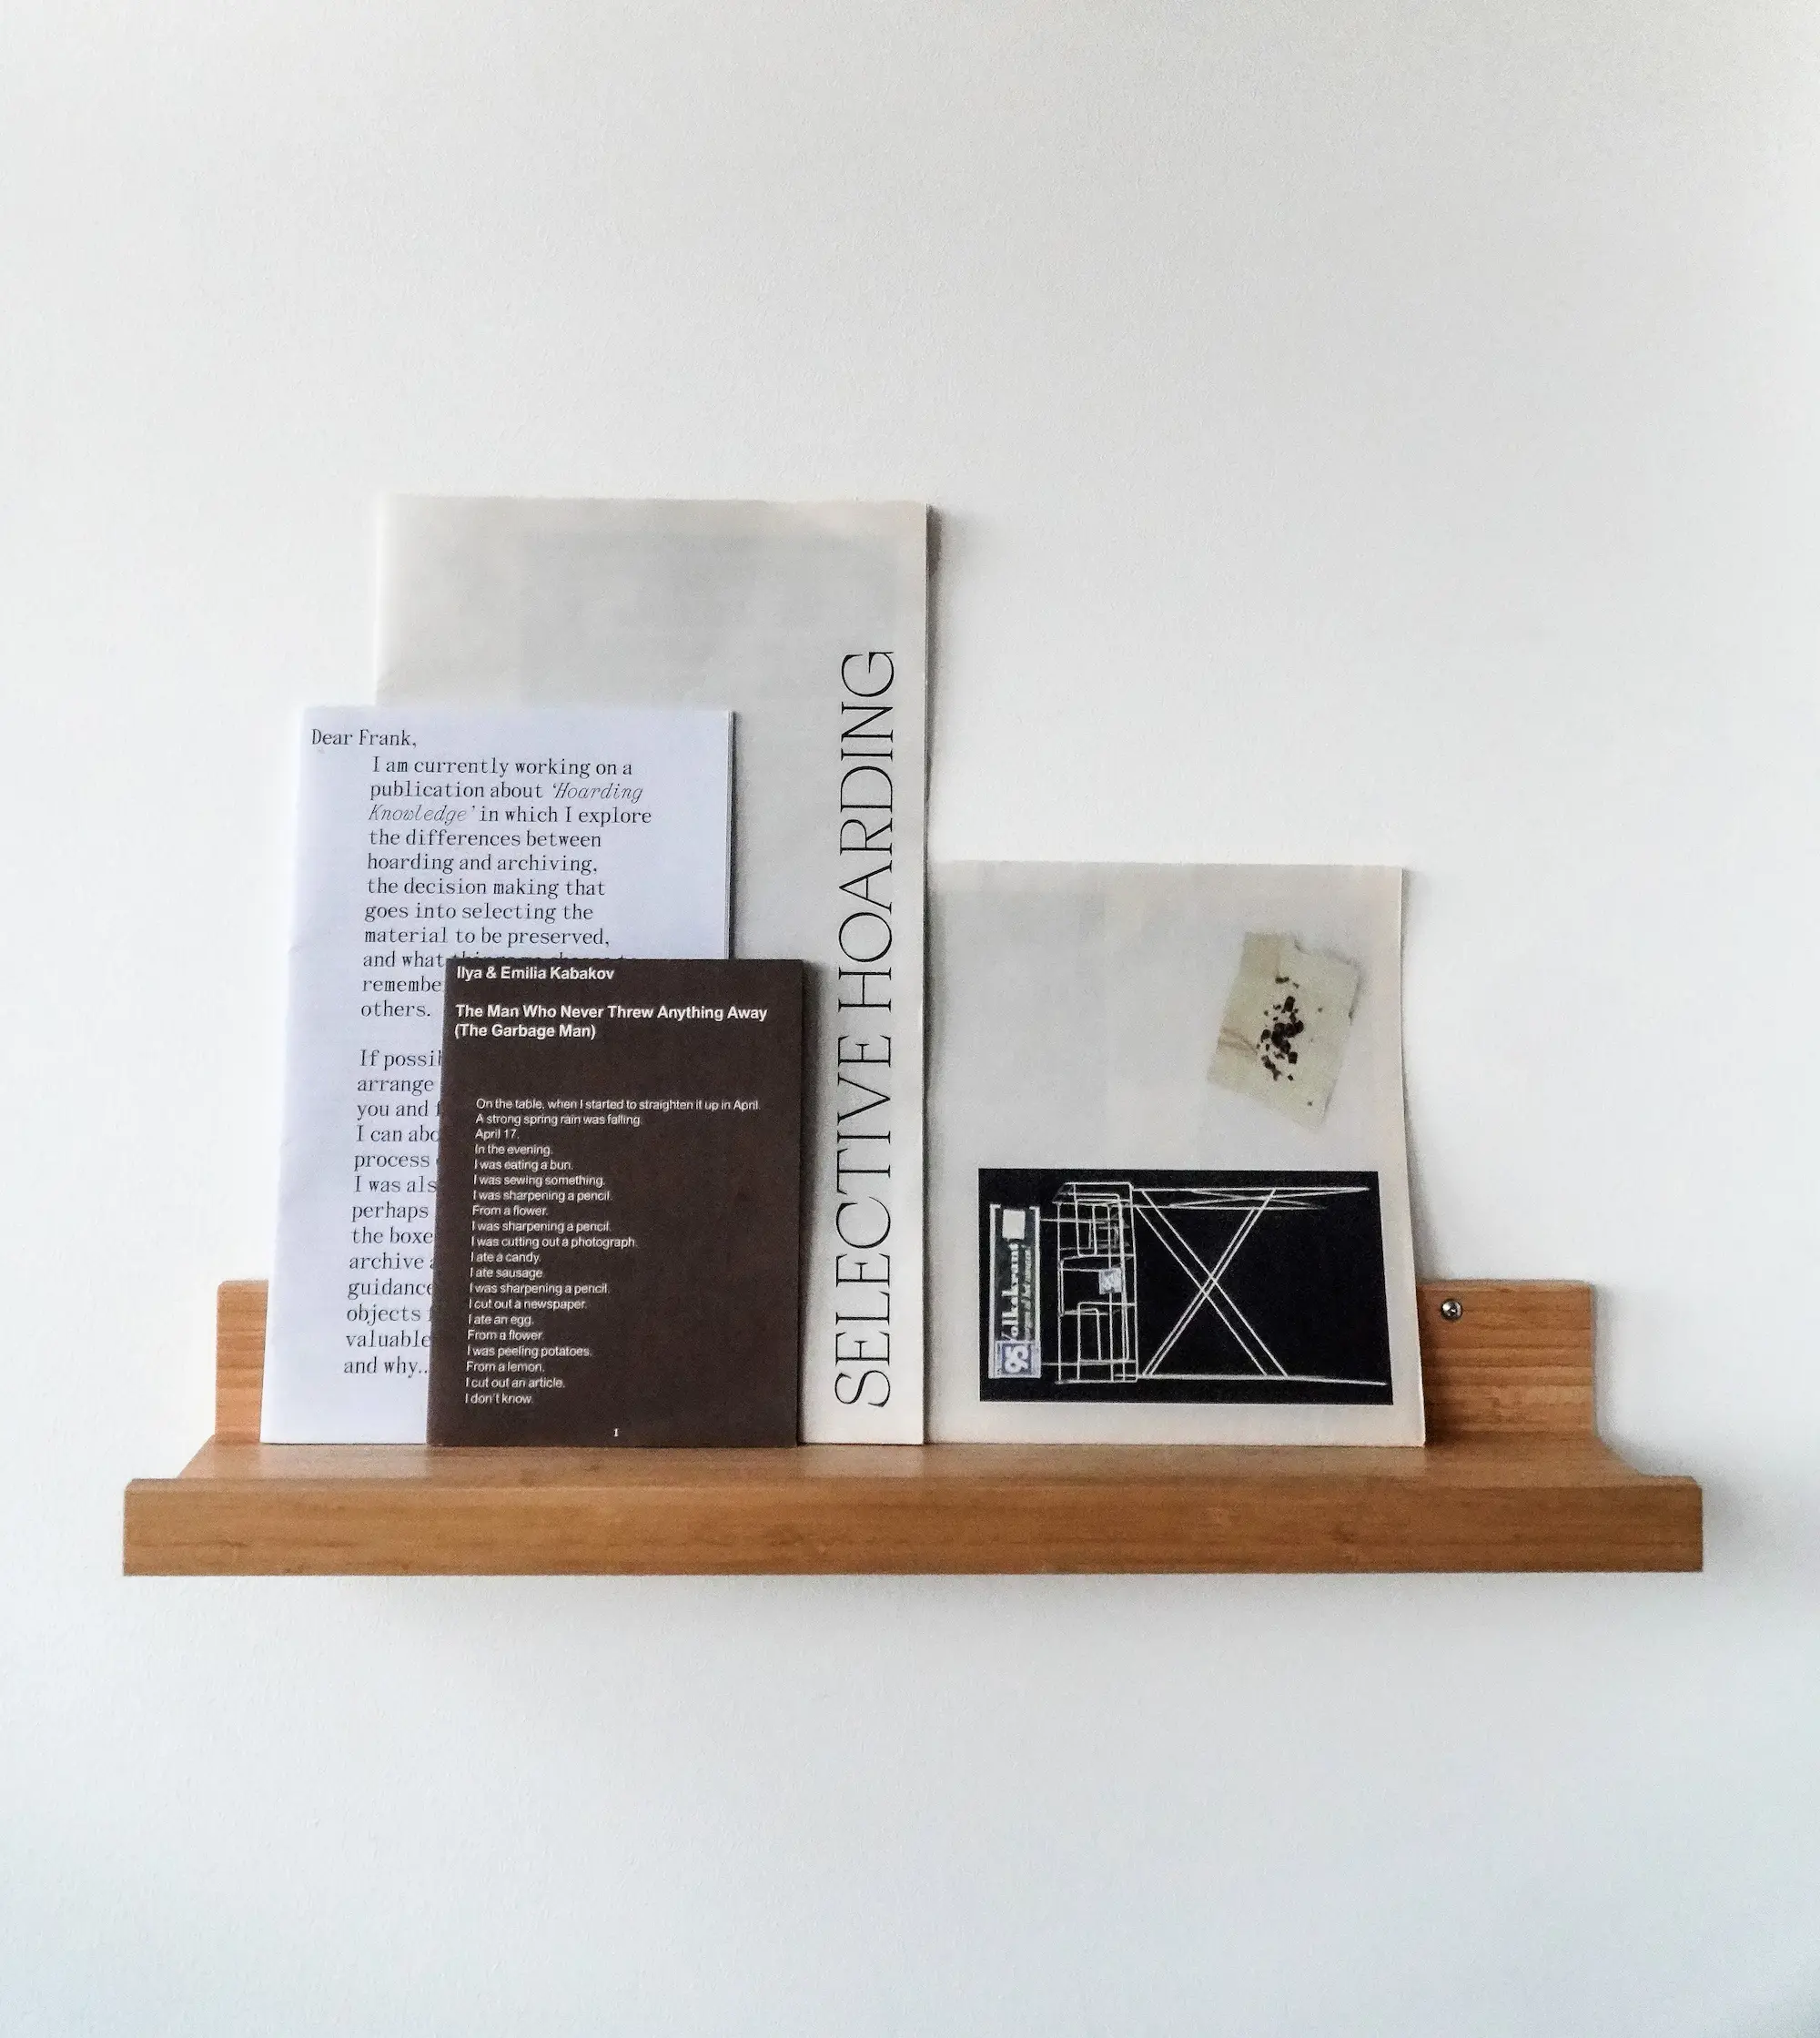 Dear Frank,
I am currently working on a
publication about ‘Hoarding
Knowledge’ in which I explore
the differences between
hoarding and archiving,
the decision making that
goes into selecting the
material to be preserved,
and what
others.
If
arrange
you and
I can
process
I was
perhaps
the
archive
guidance
objects
valuable
and why..
Ilya & Emilia Kabakov
The Man Who Never Threw Anything Away
(The Garbage Man)
On the table, when I started to straighten it up in April.
A strong spring rain was falling.
April 17.
In the evening.
I was eating a bun.
I was sewing something.
I was sharpening a pencil.
From a flower.
I was sharpening a pencil.
I was cutting out a photograph.
I ate a candy.
I ate sausage.
I was sharpening a pencil.
I cut out a newspaper.
I ate an egg.
From a flower.
I was peeling potatoes.
From a lemon.
I cut out an article.
I don't know.
1
SELECTIVE HOARDING
95